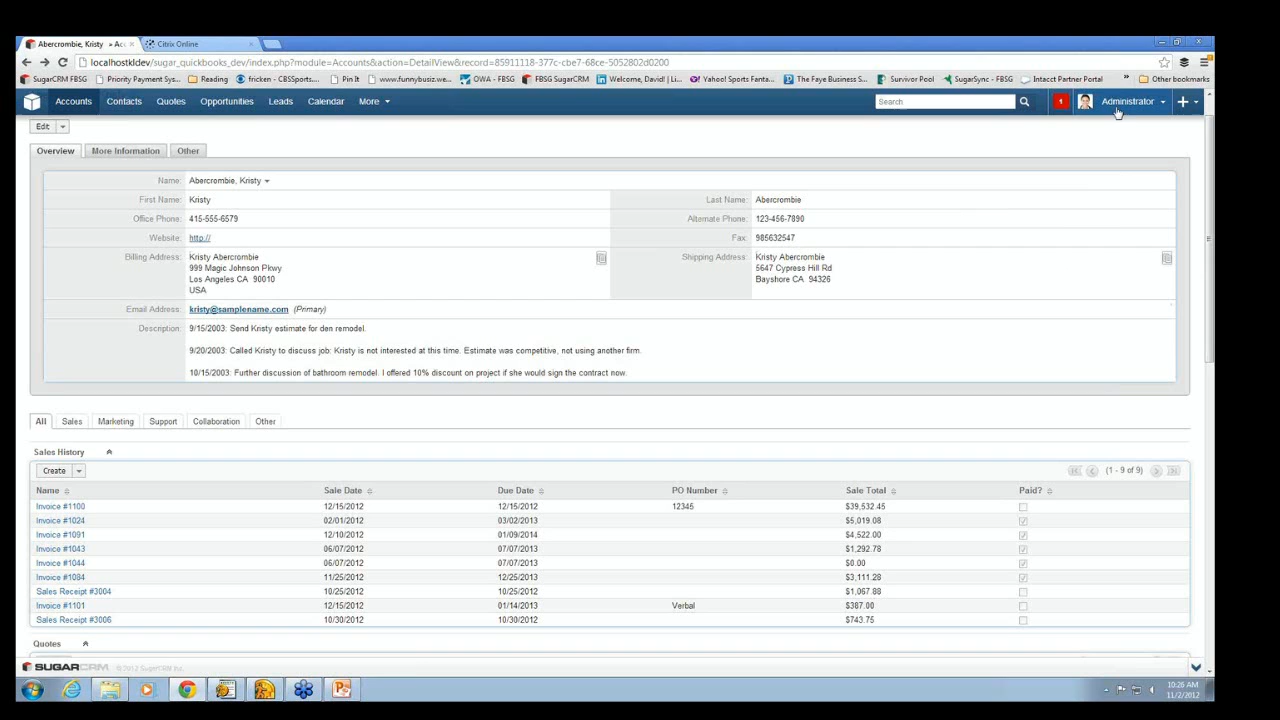 Abercrombie, Kristy » Acc
Citrix Online
localhostkldev/sugar_quickbooks_dev/index.php?module=Accounts&action=DetailView&record=
SugarCRM FBSG Priority Payment Sys... Reading fricken - CBSSports... Pin It www.funnybusiz.we... OWA - FBSG FBSG SugarCRM Welcome, David! | Li... Yahoo! Sports Fanta... The Faye Business S... Survivor Pool SugarSync - FBSG Intacct Partner Portal » Other bookmarks
Accounts Contacts Quotes Opportunities Leads Calendar More Search 1 Administrator
Edit
Overview More Information Other
Name: Abercrombie, Kristy
First Name: Kristy Last Name: Abercrombie
Office Phone: 415-555-6579 Alternate Phone: 123-456-7890
Website: http:// Fax: 985632547
Billing Address: Kristy Abercrombie Shipping Address: Kristy Abercrombie
999 Magic Johnson Pkwy 5647 Cypress Hill Rd
Los Angeles CA 90010 Bayshore CA 94326
USA
Email Address: kristy@samplename.com (Primary)
Description: 9/15/2003: Send Kristy estimate for den remodel.
9/20/2003: Called Kristy to discuss job: Kristy is not interested at this time. Estimate was competitive, not using another firm.
10/15/2003: Further discussion of bathroom remodel. I offered 10% discount on project if she would sign the contract now.
All Sales Marketing Support Collaboration Other
Sales History
Create (1 - 9 of 9)
Name Sale Date Due Date PO Number Sale Total Paid?
Invoice #1100 12/15/2012 12/15/2012 12345 $39,532.45
Invoice #1024 02/01/2012 03/02/2013 $5,019.08
Invoice #1091 12/10/2012 01/09/2014 $4,522.00
Invoice #1043 06/07/2012 07/07/2013 $1,292.78
Invoice #1044 06/07/2012 07/07/2013 $0.00
Invoice #1084 11/25/2012 12/25/2013 $3,111.28
Sales Receipt #3004 10/25/2012 10/25/2012 $1,067.88
Invoice #1101 12/15/2012 01/14/2013 Verbal $387.00
Sales Receipt #3006 10/30/2012 10/30/2012 $743.75
Quotes
SUGARCRM © 2012 SugarCRM Inc.
10:26 AM
11/2/2012